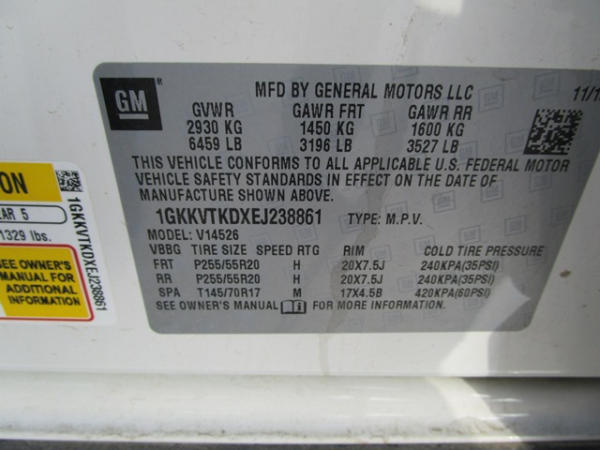 GM
MFD BY GENERAL MOTORS LLC
11/1
GVWR GAWR FRT GAWR RR
2930 KG 1450 KG 1600 KG
6459 LB 3196 LB 3527 LB
THIS VEHICLE CONFORMS TO ALL APPLICABLE U.S. FEDERAL MOTOR
VEHICLE SAFETY STANDARDS IN EFFECT ON THE DATE OF
MANUFACTURE SHOWN ABOVE.
1GKKVTKDXEJ238861 TYPE: M.P.V.
MODEL: V14526
VBBG TIRE SIZE SPEED RTG RIM COLD TIRE PRESSURE
FRT P255/55R20 H 20X7.5J 240KPA(35PSI)
RR P255/55R20 H 20X7.5J 240KPA(35PSI)
SPA T145/70R17 M 17X4.5B 420KPA(60PSI)
SEE OWNER'S MANUAL FOR MORE INFORMATION.
ON
AR 5
1329 lbs.
SEE OWNER'S
MANUAL FOR
ADDITIONAL
INFORMATION
1GKKVTKDXEJ238861